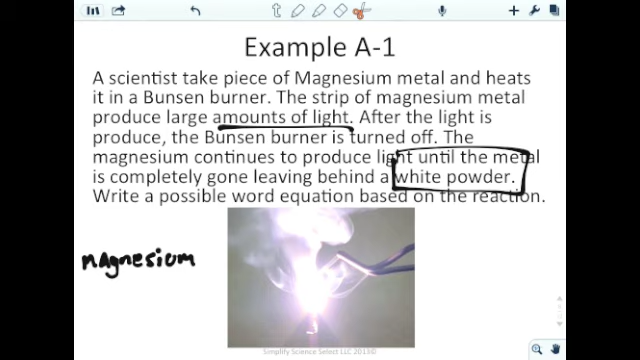 Example A-1
A scientist take piece of Magnesium metal and heats
it in a Bunsen burner. The strip of magnesium metal
produce large amounts of light. After the light is
produce, the Bunsen burner is turned off. The
magnesium continues to produce light until the metal
is completely gone leaving behind a white powder.
Write a possible word equation based on the reaction.
magnesium
Simplify Science Select LLC 2013©